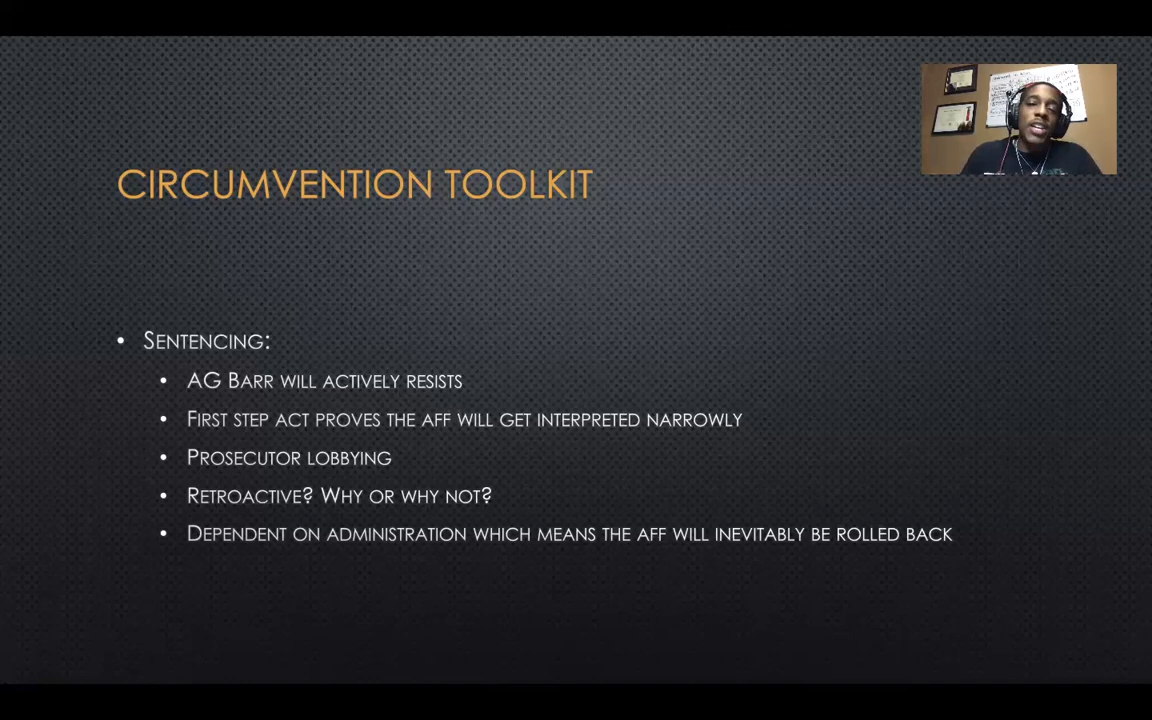 CIRCUMVENTION TOOLKIT
• SENTENCING:
• AG BARR WILL ACTIVELY RESISTS
• FIRST STEP ACT PROVES THE AFF WILL GET INTERPRETED NARROWLY
• PROSECUTOR LOBBYING
• RETROACTIVE? WHY OR WHY NOT?
• DEPENDENT ON ADMINISTRATION WHICH MEANS THE AFF WILL INEVITABLY BE ROLLED BACK